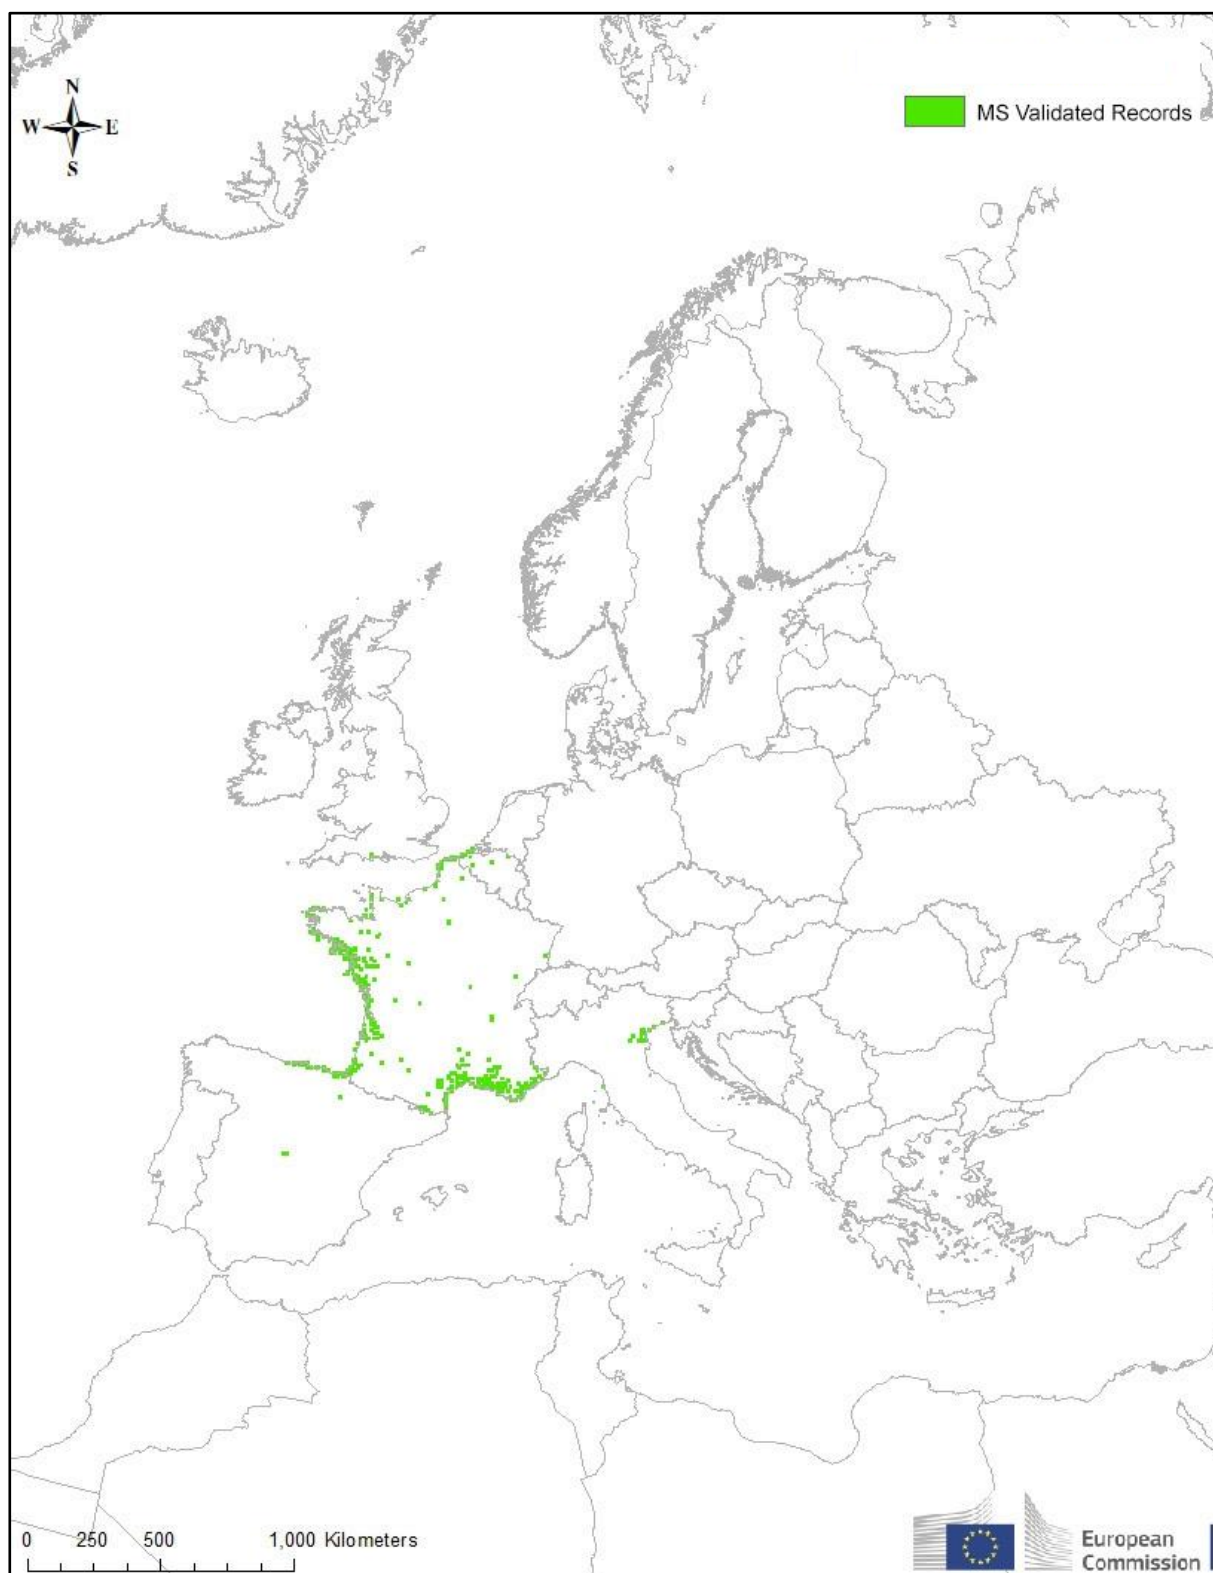 N
W E
S
MS Validated Records
0 250 500 1,000 Kilometers
European
Commission